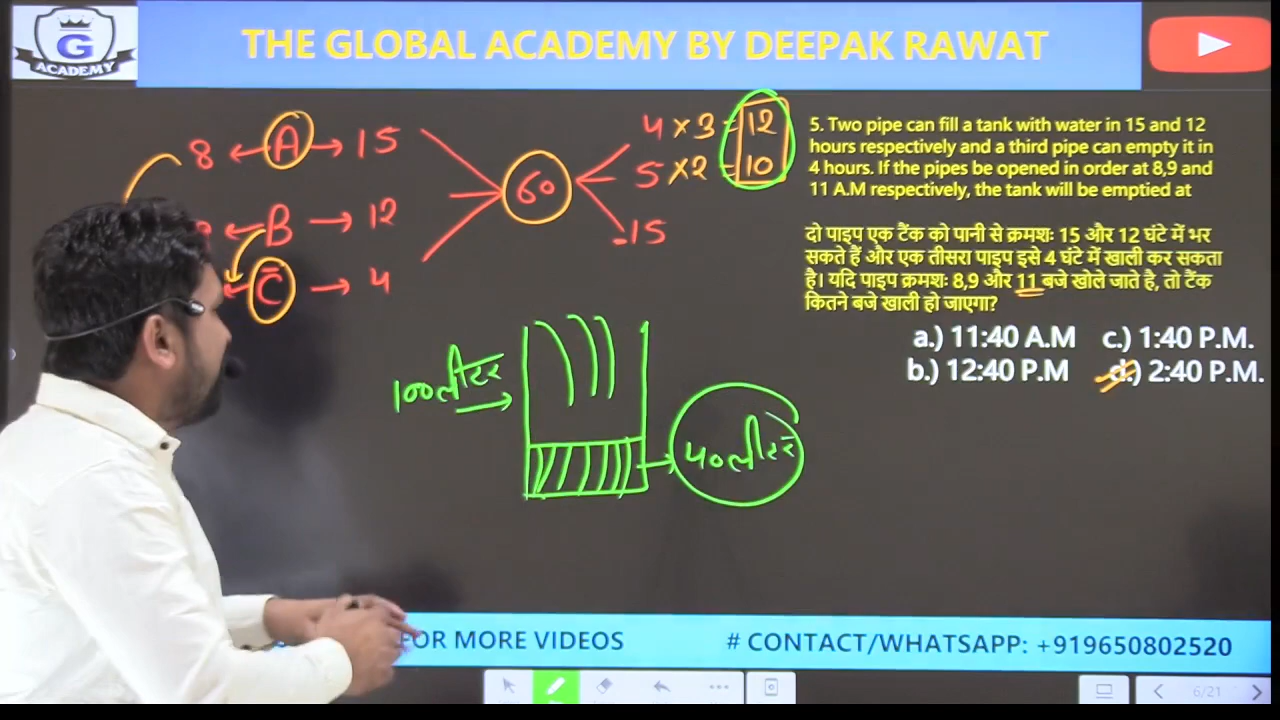 G
ACADEMY
THE GLOBAL ACADEMY BY DEEPAK RAWAT
8 ← A → 15
B → 12
C̄ → 4
60
4 × 3 = 12
5 × 2 = 10
-15
5. Two pipe can fill a tank with water in 15 and 12
hours respectively and a third pipe can empty it in
4 hours. If the pipes be opened in order at 8,9 and
11 A.M respectively, the tank will be emptied at
दो पाइप एक टैंक को पानी से क्रमशः 15 और 12 घंटे में भर
सकते हैं और एक तीसरा पाइप इसे 4 घंटे में खाली कर सकता
है। यदि पाइप क्रमशः 8,9 और 11 बजे खोले जाते है, तो टैंक
कितने बजे खाली हो जाएगा?
a.) 11:40 A.M c.) 1:40 P.M.
b.) 12:40 P.M d.) 2:40 P.M.
100लीटर
40लीटर
FOR MORE VIDEOS # CONTACT/WHATSAPP: +919650802520
6/21